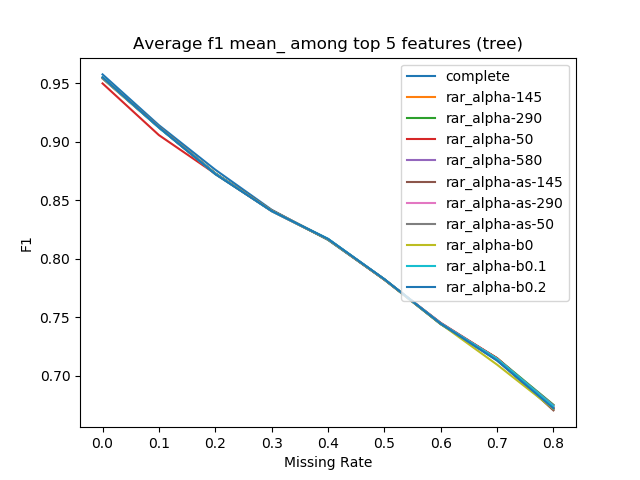 Average f1 mean_ among top 5 features (tree)
F1
0.95
0.90
0.85
0.80
0.75
0.70
complete
rar_alpha-145
rar_alpha-290
rar_alpha-50
rar_alpha-580
rar_alpha-as-145
rar_alpha-as-290
rar_alpha-as-50
rar_alpha-b0
rar_alpha-b0.1
rar_alpha-b0.2
0.0 0.1 0.2 0.3 0.4 0.5 0.6 0.7 0.8
Missing Rate